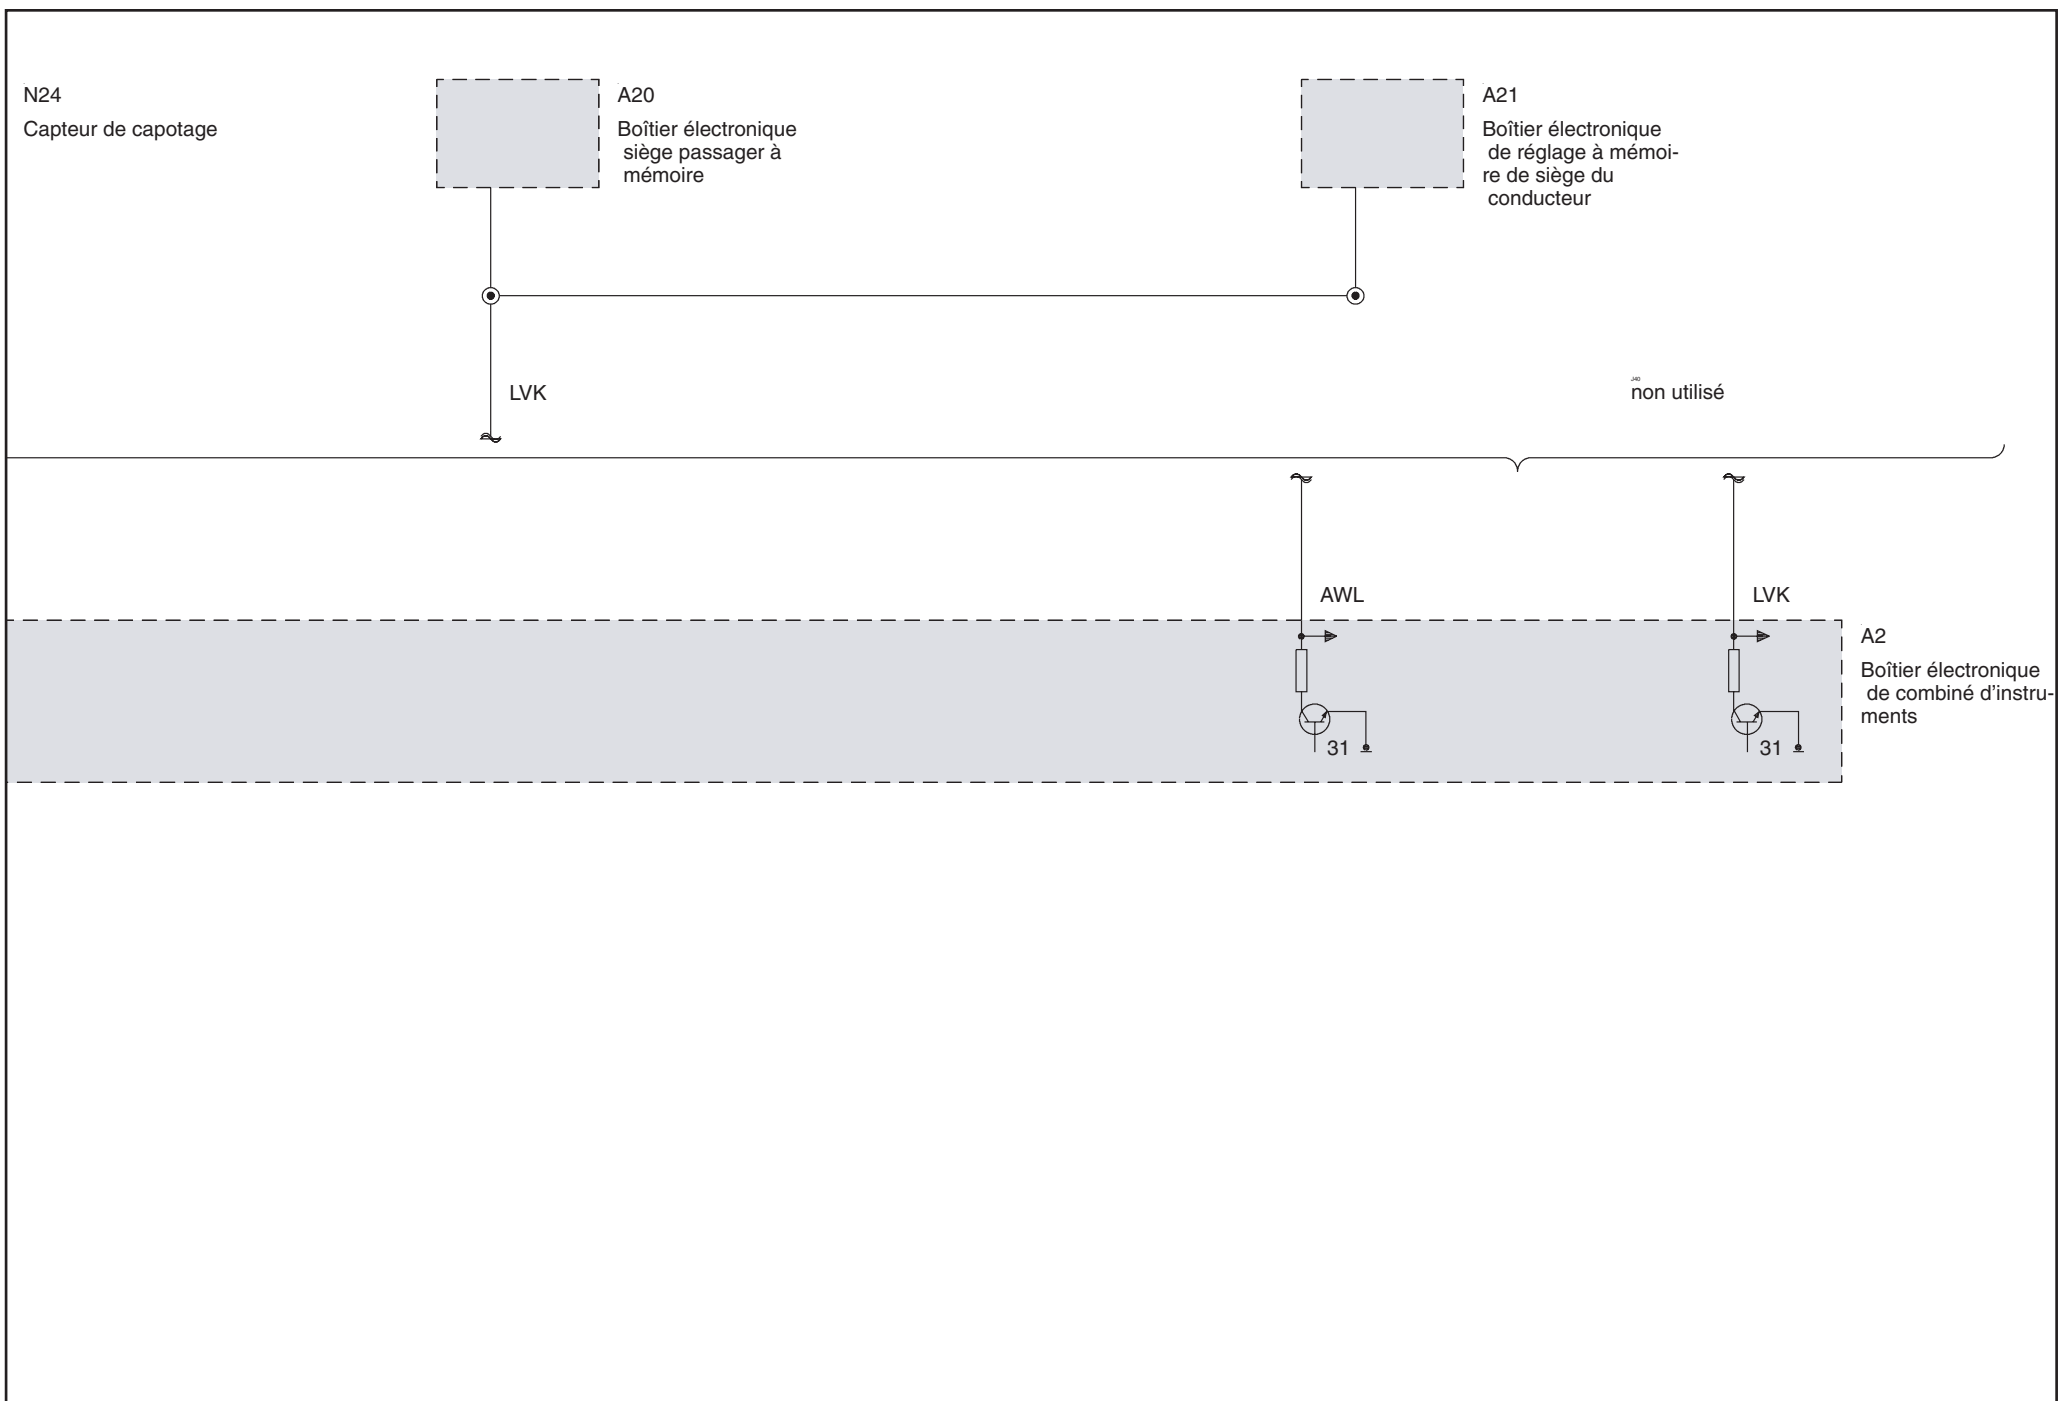 N24
Capteur de capotage
A20
Boîtier électronique
siège passager à
mémoire
A21
Boîtier électronique
de réglage à mémoi-
re de siège du
conducteur
LVK
J40
non utilisé
AWL
LVK
A2
Boîtier électronique
de combiné d'instru-
ments
31
31